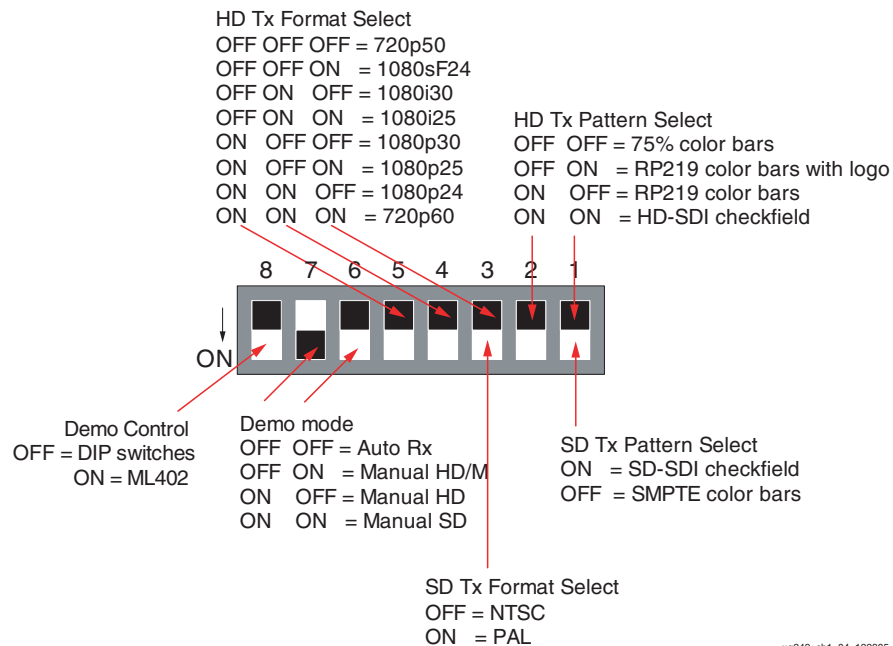 HD Tx Format Select
OFF OFF OFF = 720p50
OFF OFF ON = 1080sF24
OFF ON OFF = 1080i30
OFF ON ON = 1080i25
ON OFF OFF = 1080p30
ON OFF ON = 1080p25
ON ON OFF = 1080p24
ON ON ON = 720p60
HD Tx Pattern Select
OFF OFF = 75% color bars
OFF ON = RP219 color bars with logo
ON OFF = RP219 color bars
ON ON = HD-SDI checkfield
8 7 6 5 4 3 2 1
ON
Demo Control
OFF = DIP switches
ON = ML402
Demo mode
OFF OFF = Auto Rx
OFF ON = Manual HD/M
ON OFF = Manual HD
ON ON = Manual SD
SD Tx Pattern Select
ON = SD-SDI checkfield
OFF = SMPTE color bars
SD Tx Format Select
OFF = NTSC
ON = PAL